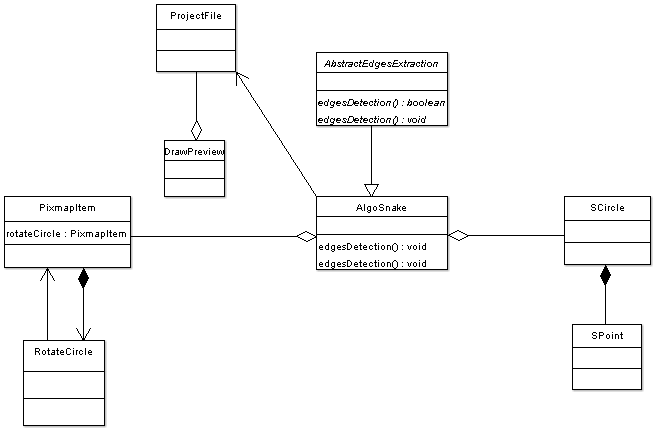 ProjectFile
AbstractEdgesExtraction
edgesDetection() : boolean
edgesDetection() : void
DrawPreview
PixmapItem
rotateCircle : PixmapItem
AlgoSnake
edgesDetection() : void
edgesDetection() : void
SCircle
RotateCircle
SPoint